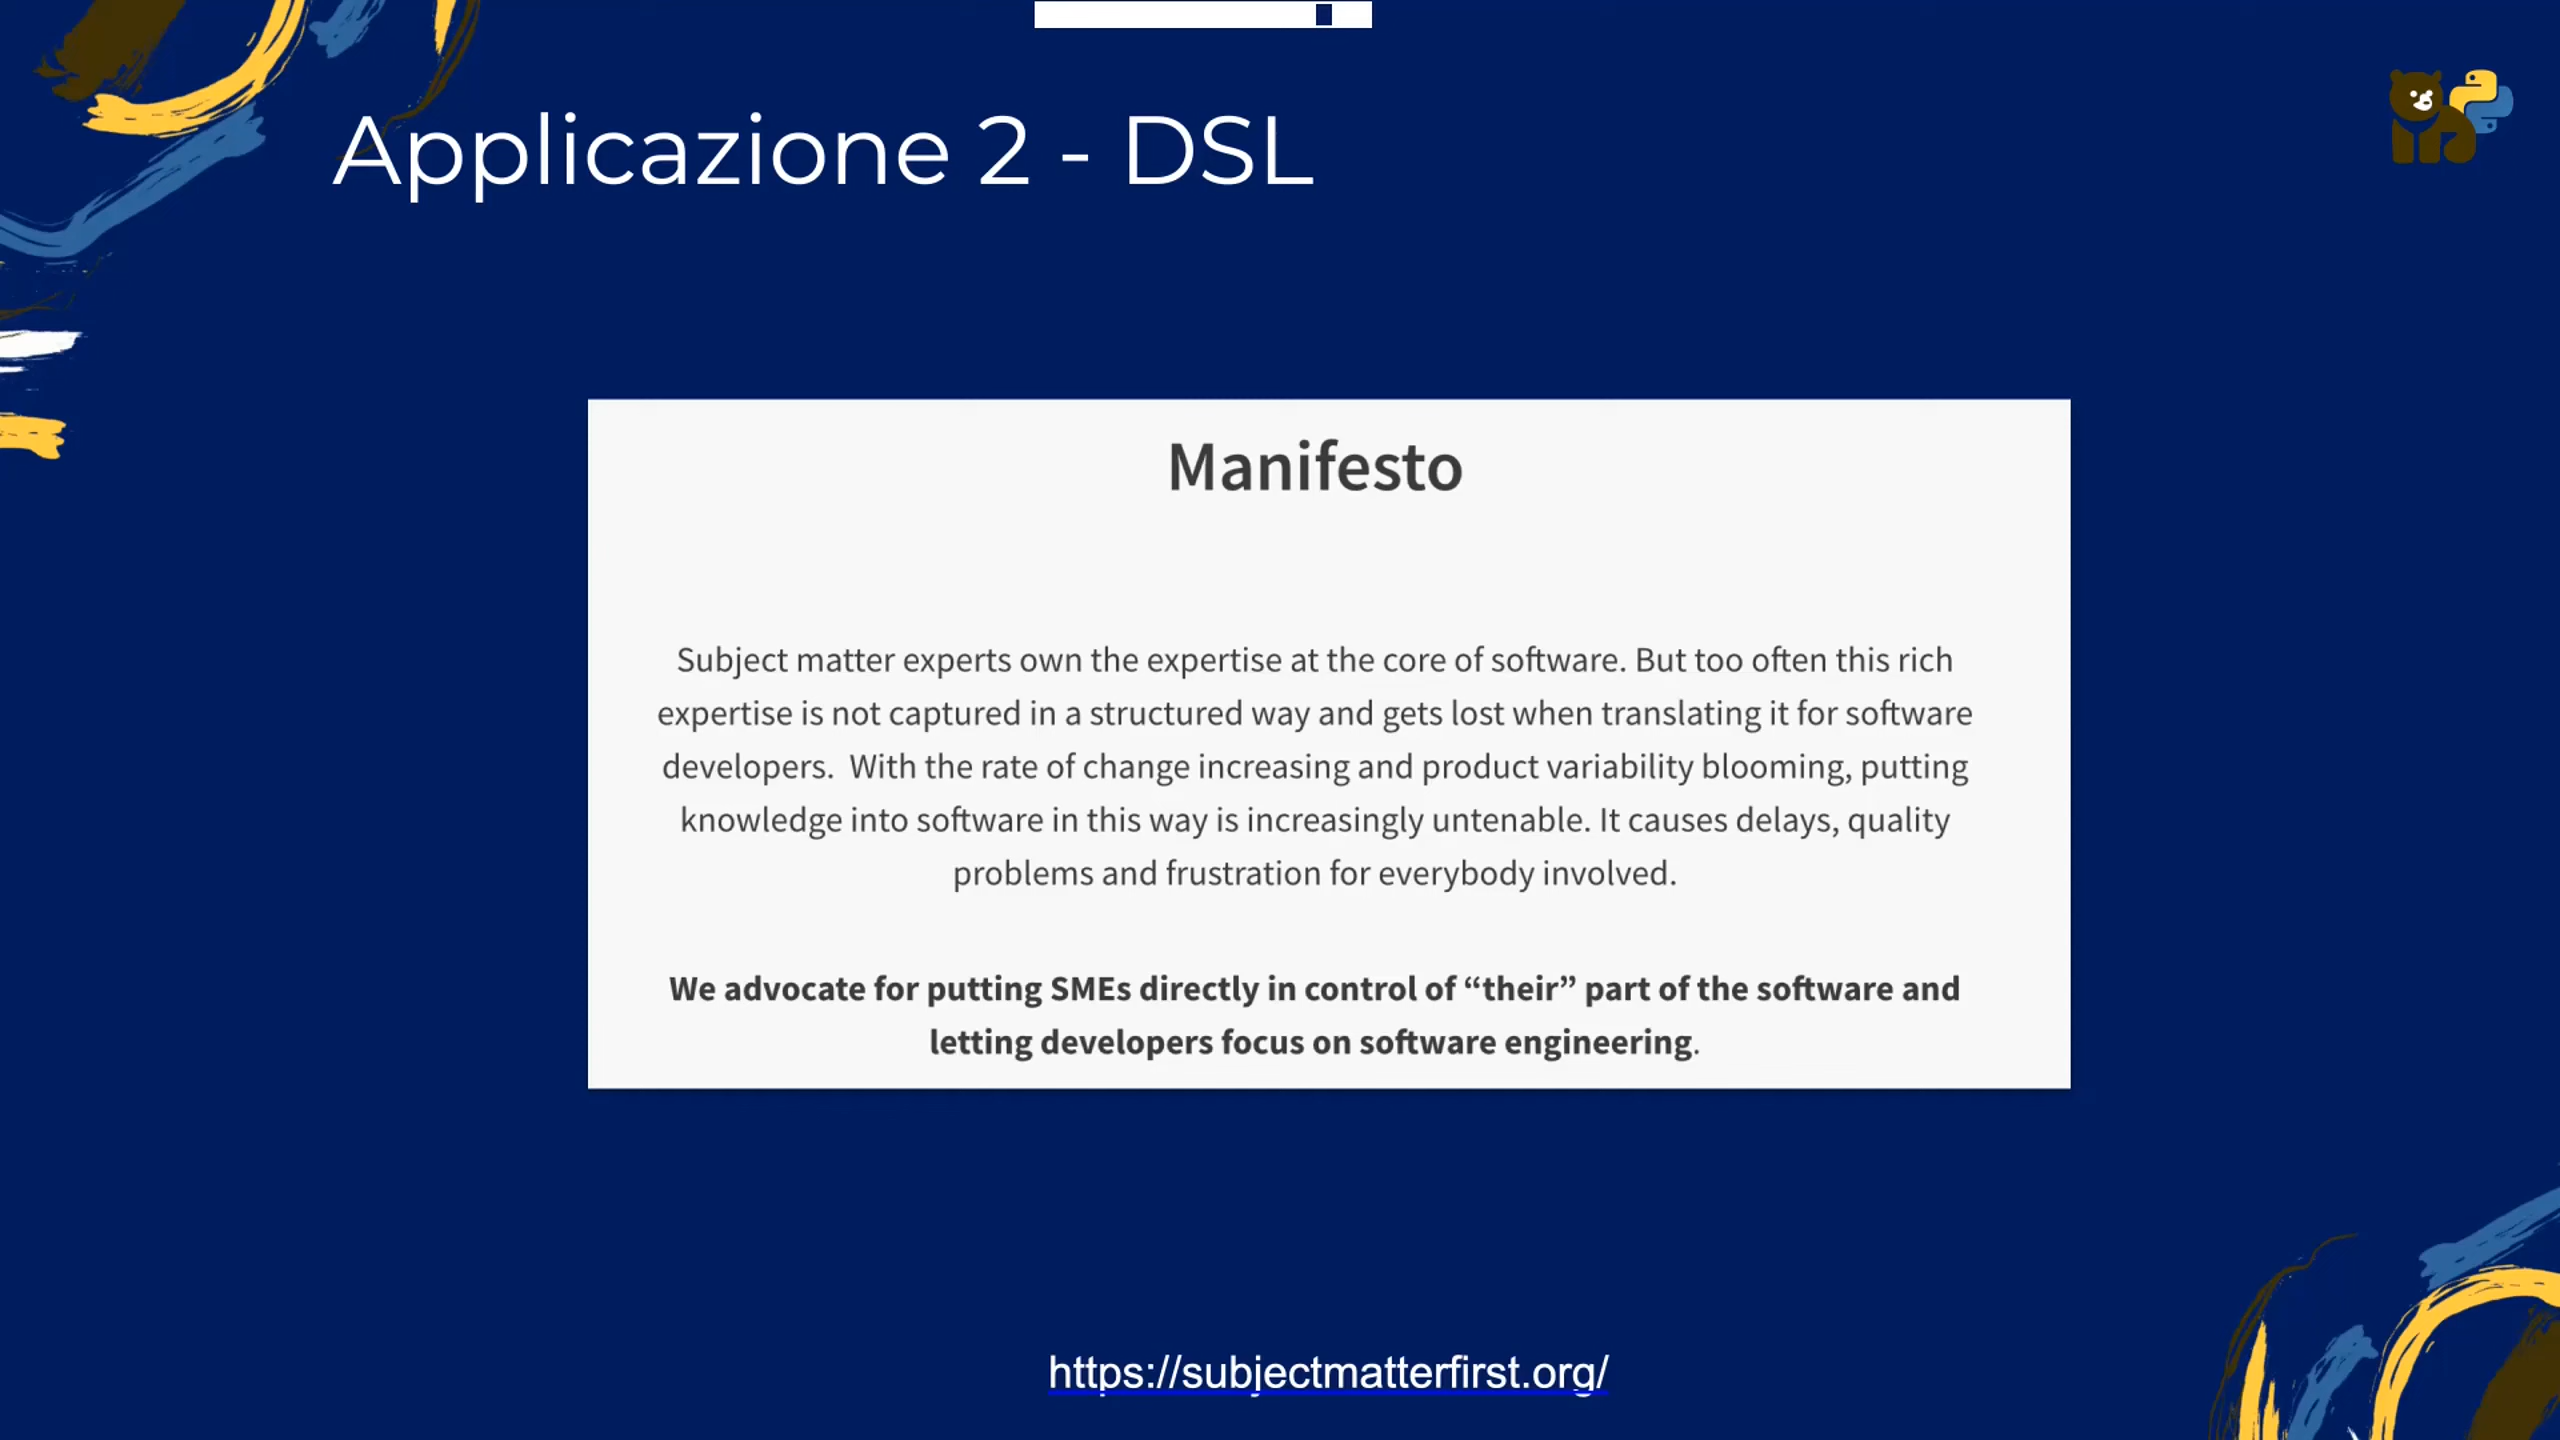 Applicazione 2 - DSL
Manifesto
Subject matter experts own the expertise at the core of software. But too often this rich
expertise is not captured in a structured way and gets lost when translating it for software
developers.  With the rate of change increasing and product variability blooming, putting
knowledge into software in this way is increasingly untenable. It causes delays, quality
problems and frustration for everybody involved.
We advocate for putting SMEs directly in control of “their” part of the software and
letting developers focus on software engineering.
https://subjectmatterfirst.org/